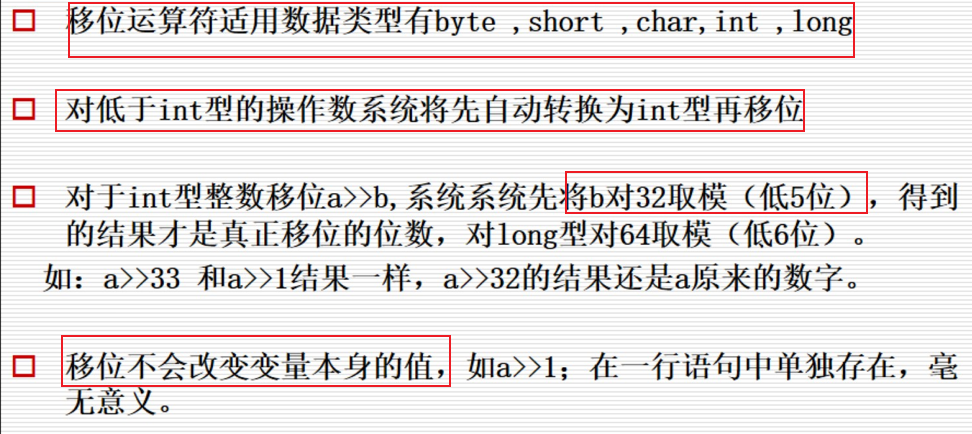 移位运算符适用数据类型有byte ,short ,char,int ,long
对低于int型的操作数系统将先自动转换为int型再移位
对于int型整数移位a>>b,系统系统先将b对32取模（低5位），得到
的结果才是真正移位的位数，对long型对64取模（低6位）。
如：a>>33 和a>>1结果一样，a>>32的结果还是a原来的数字。
移位不会改变变量本身的值，如a>>1；在一行语句中单独存在，毫
无意义。